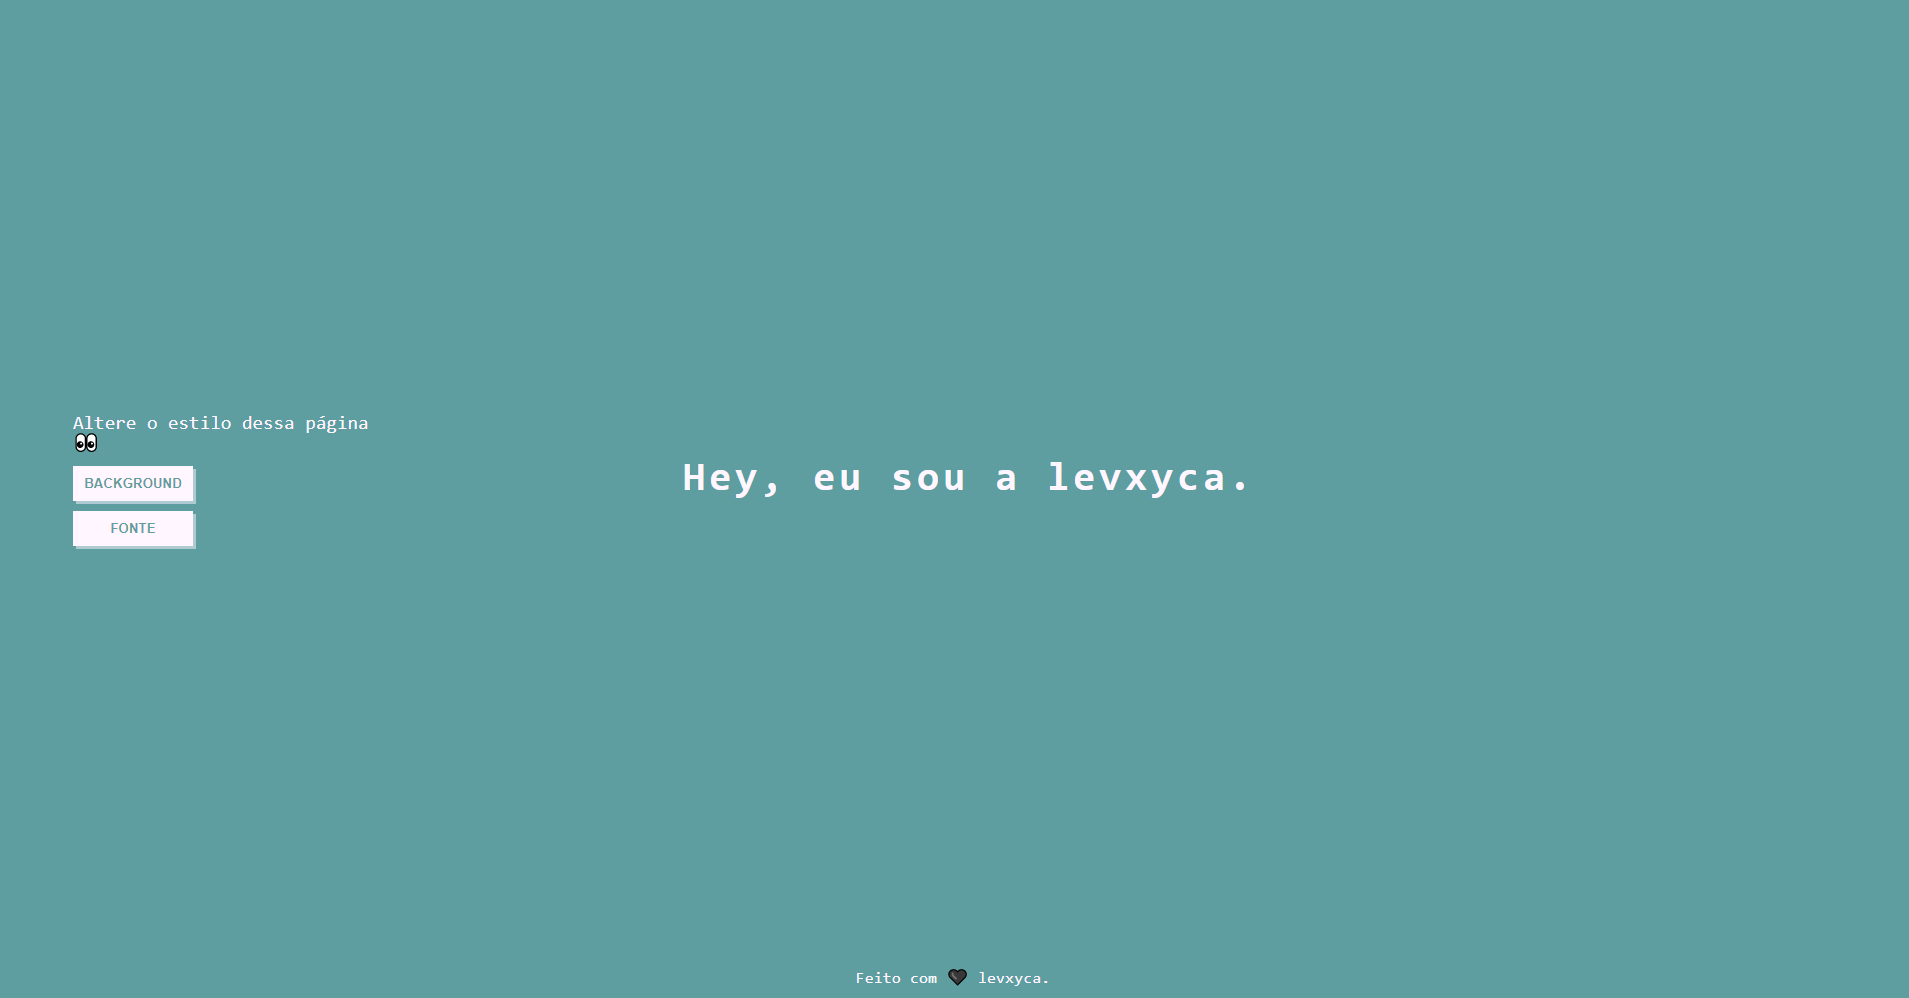 Altere o estilo dessa página
👀
BACKGROUND
FONTE
Hey, eu sou a levxyca.
Feito com 🖤 levxyca.